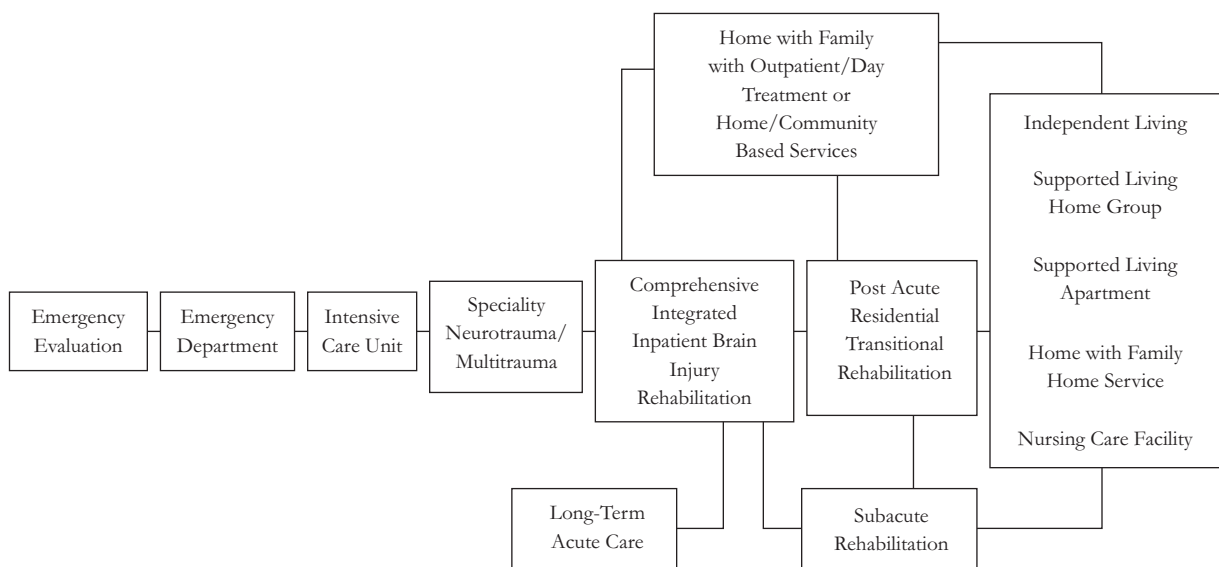 Home with Family
with Outpatient/Day
Treatment or
Home/Community
Based Services
Independent Living
Supported Living
Home Group
Supported Living
Apartment
Home with Family
Home Service
Nursing Care Facility
Emergency
Evaluation
Emergency
Department
Intensive
Care Unit
Speciality
Neurotrauma/
Multitrauma
Comprehensive
Integrated
Inpatient Brain
Injury
Rehabilitation
Post Acute
Residential
Transitional
Rehabilitation
Long-Term
Acute Care
Subacute
Rehabilitation